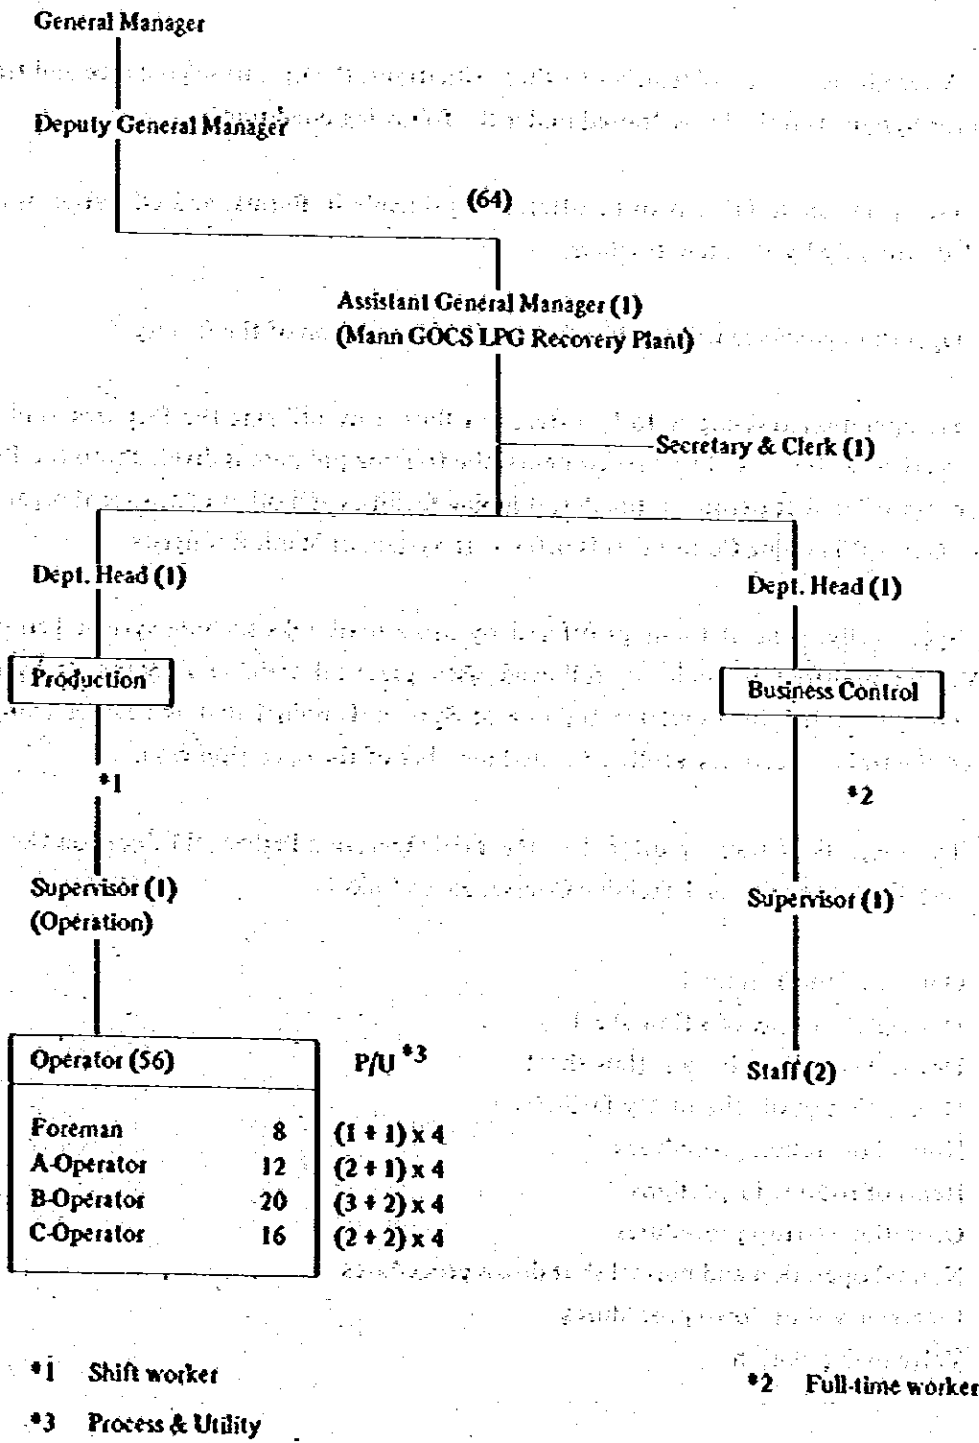 General Manager
Deputy General Manager
(64)
Assistant General Manager (1)
(Mann GOCS LPG Recovery Plant)
Secretary & Clerk (1)
Dept. Head (1)
Dept. Head (1)
Production
Business Control
*1
*2
Supervisor (1)
(Operation)
Supervisor (1)
Operator (56) P/U *3
Staff (2)
Foreman 8 (1 + 1) x 4
A-Operator 12 (2 + 1) x 4
B-Operator 20 (3 + 2) x 4
C-Operator 16 (2 + 2) x 4
*1 Shift worker
*2 Full-time worker
*3 Process & Utility